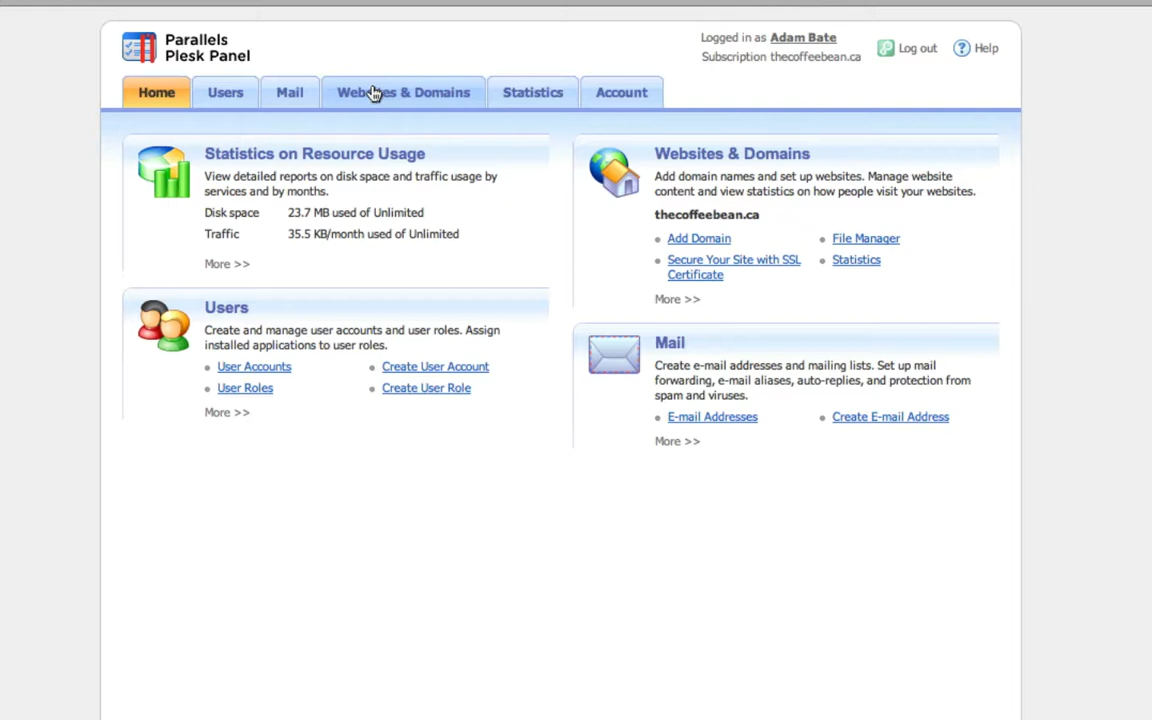 Parallels
Plesk Panel
Logged in as Adam Bate
Subscription thecoffeebean.ca
Log out
Help
Home
Users
Mail
Websites & Domains
Statistics
Account
Statistics on Resource Usage
View detailed reports on disk space and traffic usage by
services and by months.
Disk space 23.7 MB used of Unlimited
Traffic 35.5 KB/month used of Unlimited
More >>
Users
Create and manage user accounts and user roles. Assign
installed applications to user roles.
User Accounts
Create User Account
User Roles
Create User Role
More >>
Websites & Domains
Add domain names and set up websites. Manage website
content and view statistics on how people visit your websites.
thecoffeebean.ca
Add Domain
File Manager
Secure Your Site with SSL
Certificate
Statistics
More >>
Mail
Create e-mail addresses and mailing lists. Set up mail
forwarding, e-mail aliases, auto-replies, and protection from
spam and viruses.
E-mail Addresses
Create E-mail Address
More >>